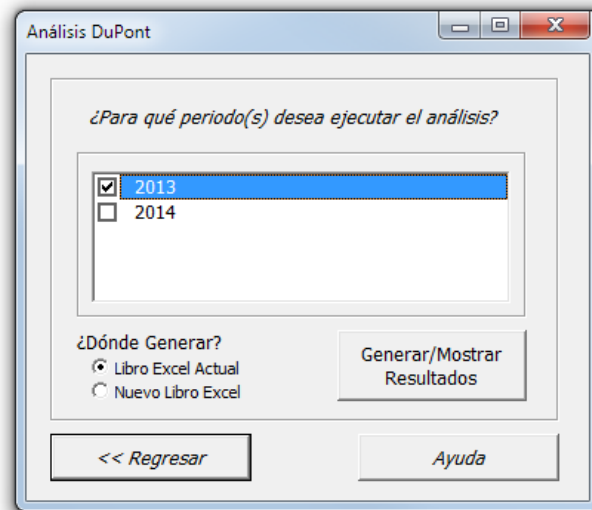 Análisis DuPont
¿Para qué periodo(s) desea ejecutar el análisis?
2013
2014
¿Dónde Generar?
Libro Excel Actual
Nuevo Libro Excel
Generar/Mostrar
Resultados
<< Regresar
Ayuda